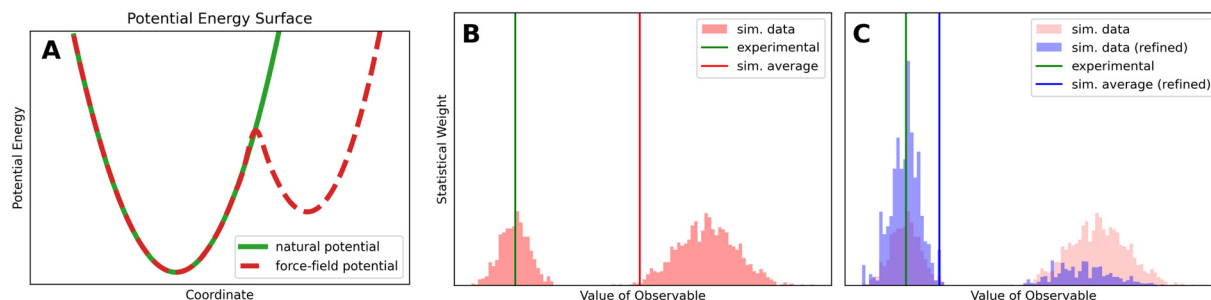 Potential Energy Surface
A
Potential Energy
natural potential
force-field potential
Coordinate
B
sim. data
experimental
sim. average
Statistical Weight
Value of Observable
C
sim. data
sim. data (refined)
experimental
sim. average (refined)
Value of Observable